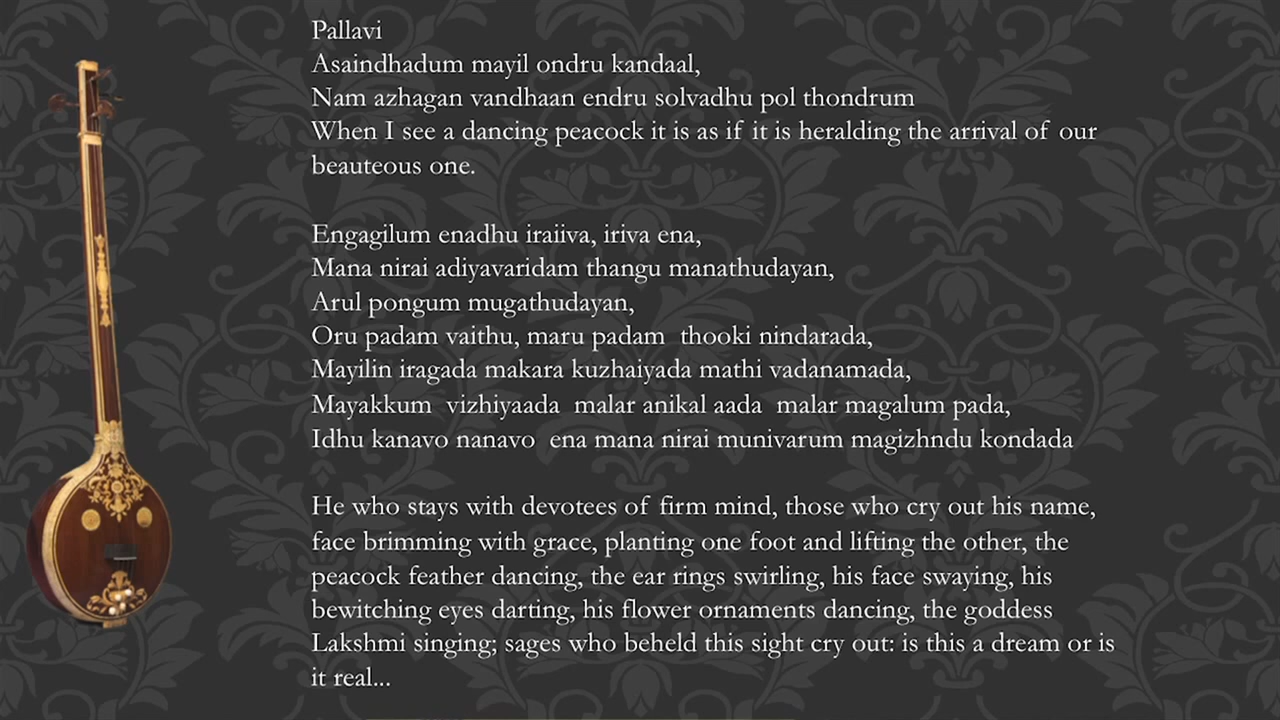 Pallavi
Asaindhadum mayil ondru kandaal,
Nam azhagan vandhaan endru solvadhu pol thondrum
When I see a dancing peacock it is as if it is heralding the arrival of our
beauteous one.
Engagilum enadhu iraiiva, iriva ena,
Mana nirai adiyavaridam thangu manathudayan,
Arul pongum mugathudayan,
Oru padam vaithu, maru padam thooki nindarada,
Mayilin iragada makara kuzhaiyada mathi vadanamada,
Mayakkum vizhiyaada malar anikal aada malar magalum pada,
Idhu kanavo nanavo ena mana nirai munivarum magizhndu kondada
He who stays with devotees of firm mind, those who cry out his name,
face brimming with grace, planting one foot and lifting the other, the
peacock feather dancing, the ear rings swirling, his face swaying, his
bewitching eyes darting, his flower ornaments dancing, the goddess
Lakshmi singing; sages who beheld this sight cry out: is this a dream or is
it real...